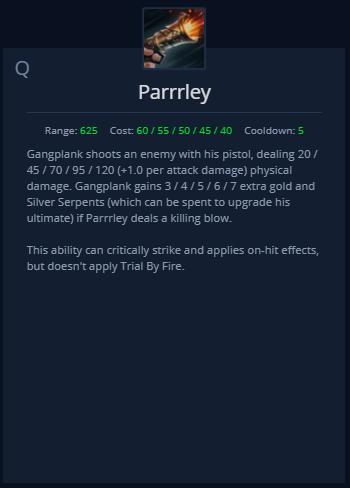 Q
Parrrley
Range: 625 Cost: 60 / 55 / 50 / 45 / 40 Cooldown: 5
Gangplank shoots an enemy with his pistol, dealing 20 /
45 / 70 / 95 / 120 (+1.0 per attack damage) physical
damage. Gangplank gains 3 / 4 / 5 / 6 / 7 extra gold and
Silver Serpents (which can be spent to upgrade his
ultimate) if Parrrley deals a killing blow.
This ability can critically strike and applies on-hit effects,
but doesn't apply Trial By Fire.